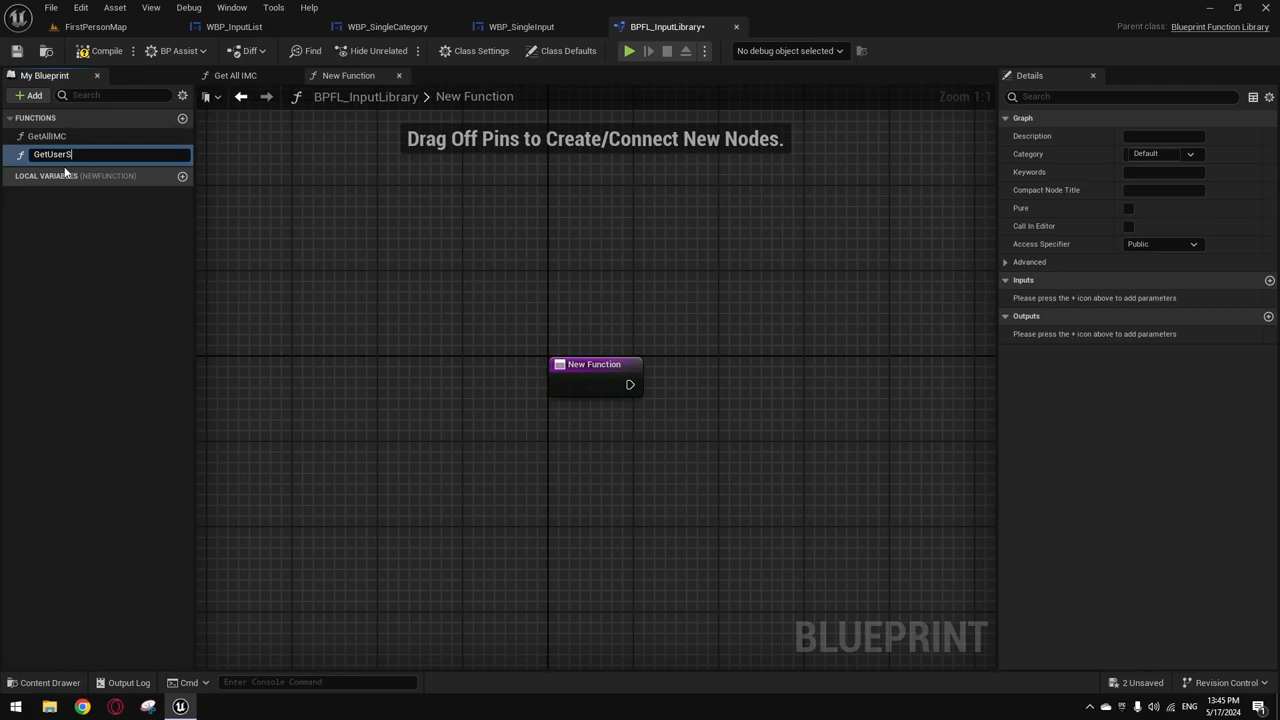 File Edit Asset View Debug Window Tools Help
FirstPersonMap WBP_InputList WBP_SingleCategory WBP_SingleInput BPFL_InputLibrary• Parent class: Blueprint Function Library
Compile BP Assist Diff Find Hide Unrelated Class Settings Class Defaults No debug object selected
My Blueprint Get All IMC New Function Details
Add Search BPFL_InputLibrary > New Function Zoom 1:1 Search
FUNCTIONS
GetAllIMC
GetUserS
LOCAL VARIABLES (NEWFUNCTION)
Drag Off Pins to Create/Connect New Nodes.
New Function
BLUEPRINT
Graph
Description
Category Default
Keywords
Compact Node Title
Pure
Call In Editor
Access Specifier Public
Advanced
Inputs
Please press the + icon above to add parameters
Outputs
Please press the + icon above to add parameters
Content Drawer Output Log Cmd Enter Console Command 2 Unsaved Revision Control
ENG 13:45 PM
5/17/2024